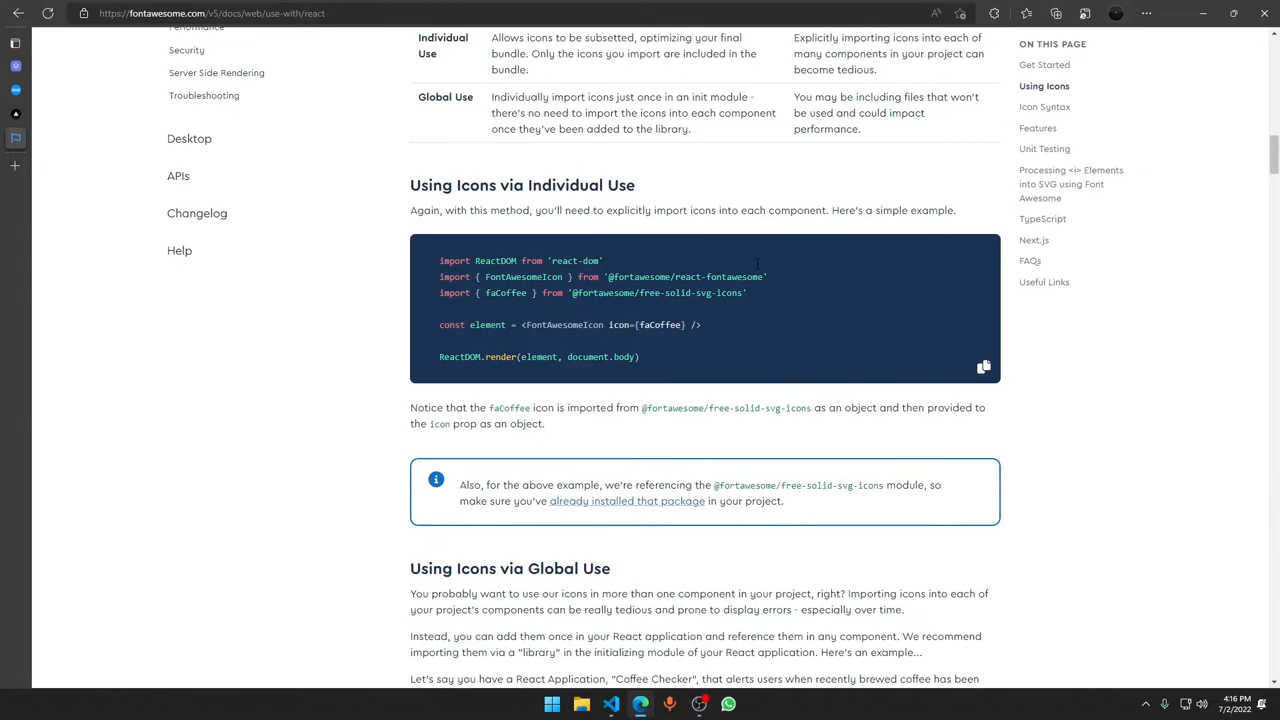 https://fontawesome.com/v5/docs/web/use-with/react
Security
Server Side Rendering
Troubleshooting
Desktop
APIs
Changelog
Help
Individual Use
Allows icons to be subsetted, optimizing your final
bundle. Only the icons you import are included in the
bundle.
Explicitly importing icons into each of
many components in your project can
become tedious.
Global Use
Individually import icons just once in an init module -
there's no need to import the icons into each component
once they've been added to the library.
You may be including files that won't
be used and could impact
performance.
Using Icons via Individual Use
Again, with this method, you'll need to explicitly import icons into each component. Here's a simple example.
import ReactDOM from 'react-dom'
import { FontAwesomeIcon } from '@fortawesome/react-fontawesome'
import { faCoffee } from '@fortawesome/free-solid-svg-icons'
const element = <FontAwesomeIcon icon={faCoffee} />
ReactDOM.render(element, document.body)
Notice that the faCoffee icon is imported from @fortawesome/free-solid-svg-icons as an object and then provided to
the icon prop as an object.
Also, for the above example, we're referencing the @fortawesome/free-solid-svg-icons module, so
make sure you've already installed that package in your project.
Using Icons via Global Use
You probably want to use our icons in more than one component in your project, right? Importing icons into each of
your project's components can be really tedious and prone to display errors - especially over time.
Instead, you can add them once in your React application and reference them in any component. We recommend
importing them via a "library" in the initializing module of your React application. Here's an example...
Let's say you have a React Application, "Coffee Checker", that alerts users when recently brewed coffee has been
ON THIS PAGE
Get Started
Using Icons
Icon Syntax
Features
Unit Testing
Processing <i> Elements
into SVG using Font
Awesome
TypeScript
Next.js
FAQs
Useful Links
4:16 PM
7/2/2022